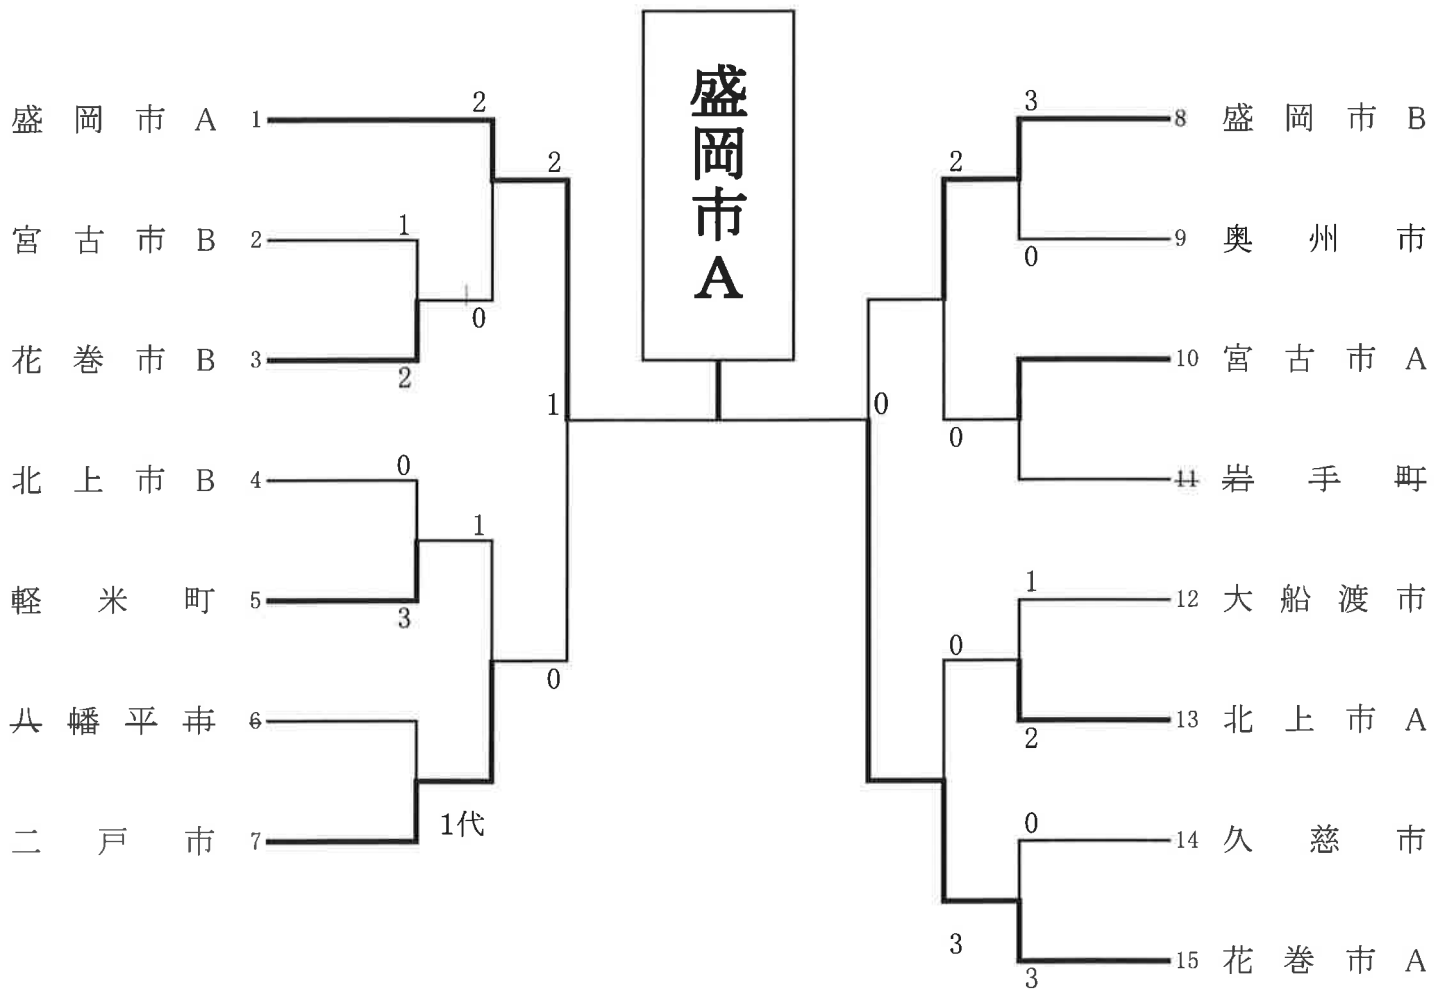 盛岡市A
盛岡市A 1
宮古市B 2
花巻市B 3
北上市B 4
軽米町 5
八幡平市 6
二戸市 7
2
1
2
0
2
0
3
1
1代
2
0
1
0
3
0
2
0
1
2
0
0
3
3
8 盛岡市B
9 奥州市
10 宮古市A
11 岩手町
12 大船渡市
13 北上市A
14 久慈市
15 花巻市A